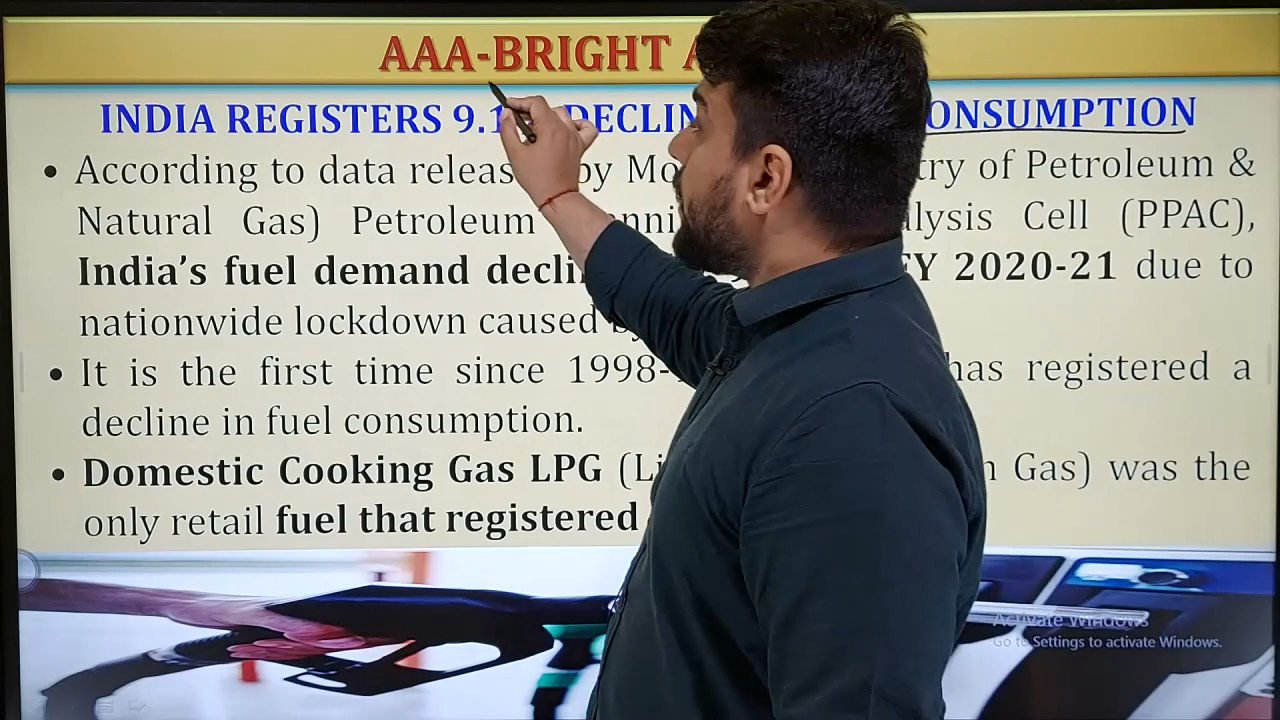 AAA-BRIGHT
INDIA REGISTERS 9.1 DECLIN ONSUMPTION
According to data releas by Mo try of Petroleum &
Natural Gas) Petroleum nni lysis Cell (PPAC),
India's fuel demand decli FY 2020-21 due to
nationwide lockdown caused
It is the first time since 1998- has registered a
decline in fuel consumption.
Domestic Cooking Gas LPG (Li n Gas) was the
only retail fuel that registered
Activate Windows
Go to Settings to activate Windows.